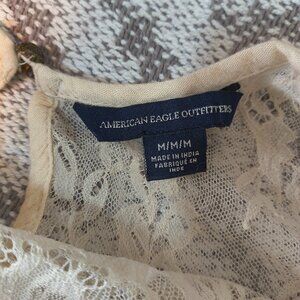 AMERICAN EAGLE OUTFITTERS
M/M/M
MADE IN INDIA
FABRIQUÉ EN
INDE